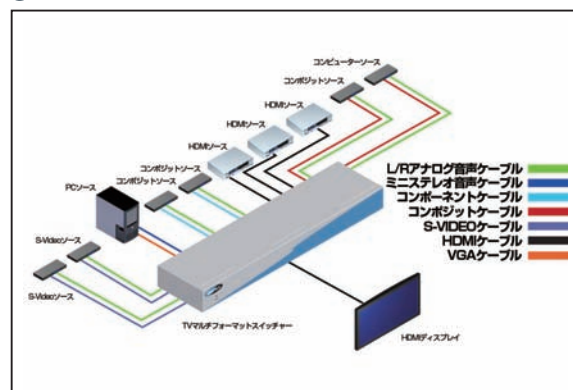 コンピューターソース
コンポジットソース
HDMIソース
HDMIソース
HDMIソース
コンポジットソース
コンポジットソース
PCソース
S-Videoソース
S-Videoソース
TVマルチフォーマットスイッチャー
HDMIディスプレイ
L/Rアナログ音声ケーブル
ミニステレオ音声ケーブル
コンポーネントケーブル
コンポジットケーブル
S-VIDEOケーブル
HDMIケーブル
VGAケーブル